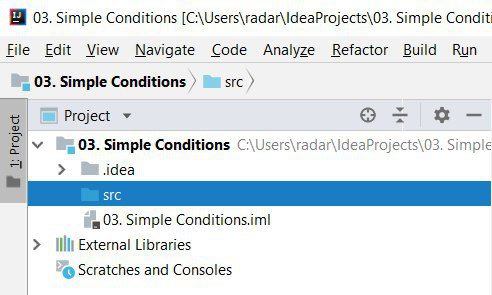 IJ 03. Simple Conditions [C:\Users\radar\IdeaProjects\03. Simple Conditi
File Edit View Navigate Code Analyze Refactor Build Run
03. Simple Conditions src
1: Project
Project
03. Simple Conditions C:\Users\radar\IdeaProjects\03. Simple
.idea
src
03. Simple Conditions.iml
External Libraries
Scratches and Consoles